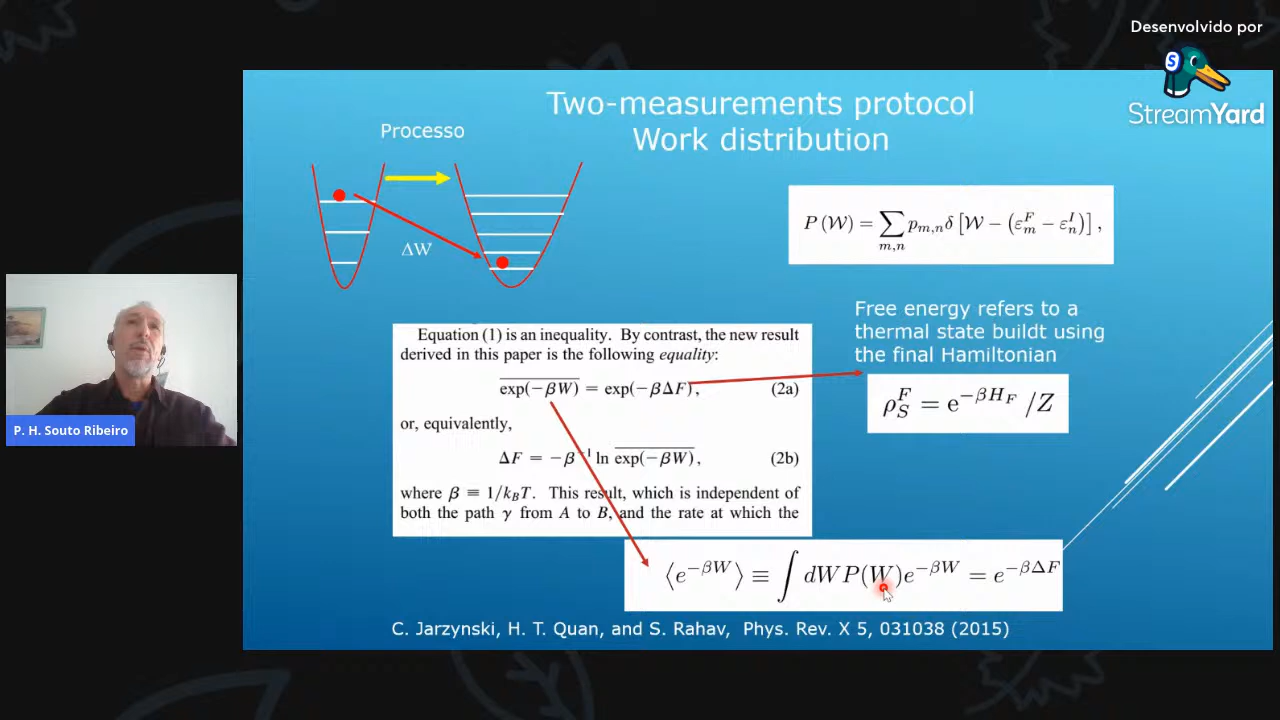 Desenvolvido por
S
StreamYard
Two-measurements protocol
Work distribution
Processo
ΔW
P (𝒲) = ∑ p_{m,n} δ [𝒲 − (ε_m^F − ε_n^I)] ,
m,n
Free energy refers to a
thermal state buildt using
the final Hamiltonian
ρ_S^F = e^{−βH_F} /Z
Equation (1) is an inequality. By contrast, the new result
derived in this paper is the following equality:
\overline{exp(−βW)} = exp(−βΔF), (2a)
or, equivalently,
ΔF = −β^{−1} ln \overline{exp(−βW)}, (2b)
where β ≡ 1/k_BT. This result, which is independent of
both the path γ from A to B, and the rate at which the
⟨e^{−βW}⟩ ≡ ∫ dWP(W)e^{−βW} = e^{−βΔF}
C. Jarzynski, H. T. Quan, and S. Rahav, Phys. Rev. X 5, 031038 (2015)
P. H. Souto Ribeiro